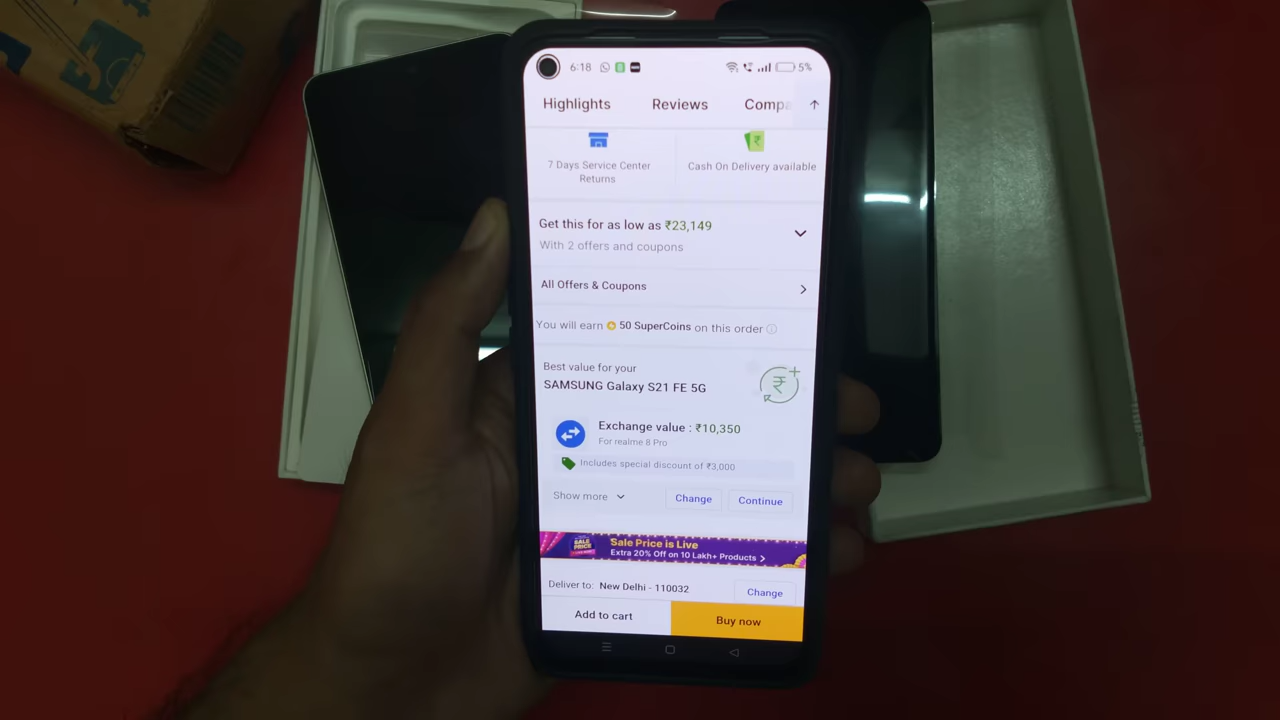 6:18
5%
Highlights Reviews Compa
7 Days Service Center
Returns
Cash On Delivery available
Get this for as low as ₹23,149
With 2 offers and coupons
All Offers & Coupons
You will earn 50 SuperCoins on this order
Best value for your
SAMSUNG Galaxy S21 FE 5G
Exchange value : ₹10,350
For realme 8 Pro
Includes special discount of ₹3,000
Show more Change Continue
SALE
PRICE
Sale Price is Live
Extra 20% Off on 10 Lakh+ Products
Deliver to: New Delhi - 110032 Change
Add to cart Buy now